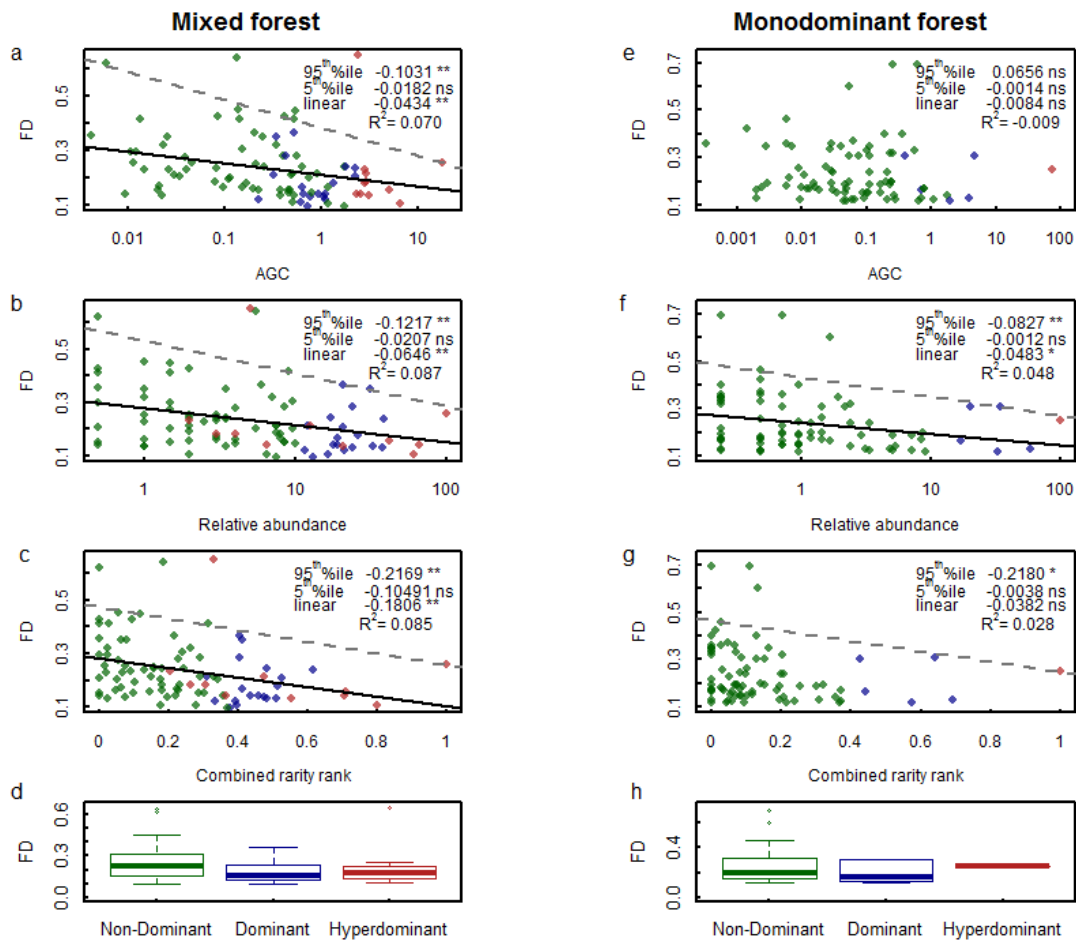 Mixed forest
Monodominant forest
a
95th%ile -0.1031 **
5th%ile -0.0182 ns
linear -0.0434 **
R2= 0.070
FD
0.1 0.3 0.5
0.01 0.1 1 10
AGC
e
95th%ile 0.0656 ns
5th%ile -0.0014 ns
linear -0.0084 ns
R2= -0.009
FD
0.1 0.3 0.5 0.7
0.001 0.01 0.1 1 10 100
AGC
b
95th%ile -0.1217 **
5th%ile -0.0207 ns
linear -0.0646 **
R2= 0.087
FD
0.1 0.3 0.5
1 10 100
Relative abundance
f
95th%ile -0.0827 **
5th%ile -0.0012 ns
linear -0.0483 *
R2= 0.048
FD
0.1 0.3 0.5 0.7
1 10 100
Relative abundance
c
95th%ile -0.2169 **
5th%ile -0.10491 ns
linear -0.1806 **
R2= 0.085
FD
0.1 0.3 0.5
0 0.2 0.4 0.6 0.8 1
Combined rarity rank
g
95th%ile -0.2180 *
5th%ile -0.0038 ns
linear -0.0382 ns
R2= 0.028
FD
0.1 0.3 0.5 0.7
0 0.2 0.4 0.6 0.8 1
Combined rarity rank
d
FD
0.0 0.3 0.6
Non-Dominant Dominant Hyperdominant
h
FD
0.0 0.4
Non-Dominant Dominant Hyperdominant